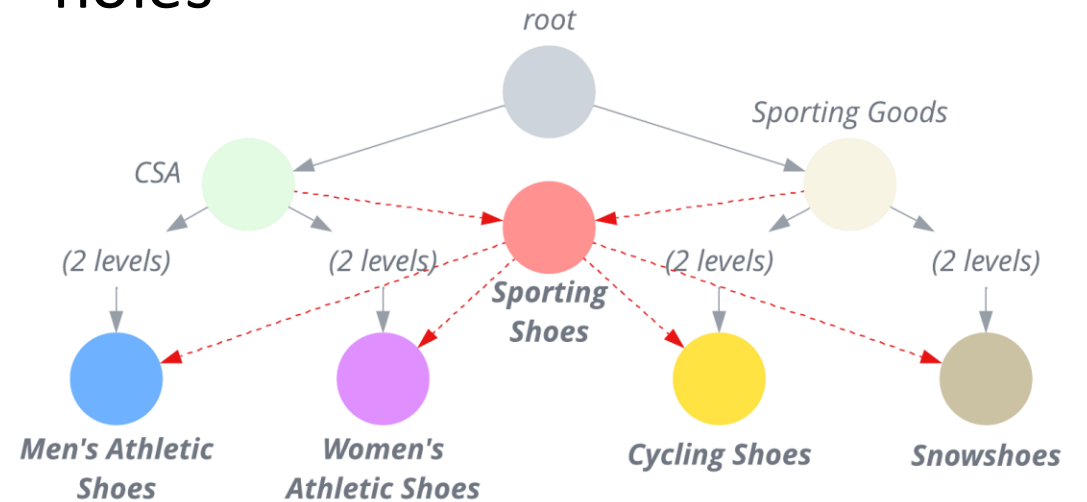 holes
root
Sporting Goods
CSA
(2 levels)
(2 levels)
(2 levels)
(2 levels)
Sporting
Shoes
Men's Athletic
Shoes
Women's
Athletic Shoes
Cycling Shoes
Snowshoes